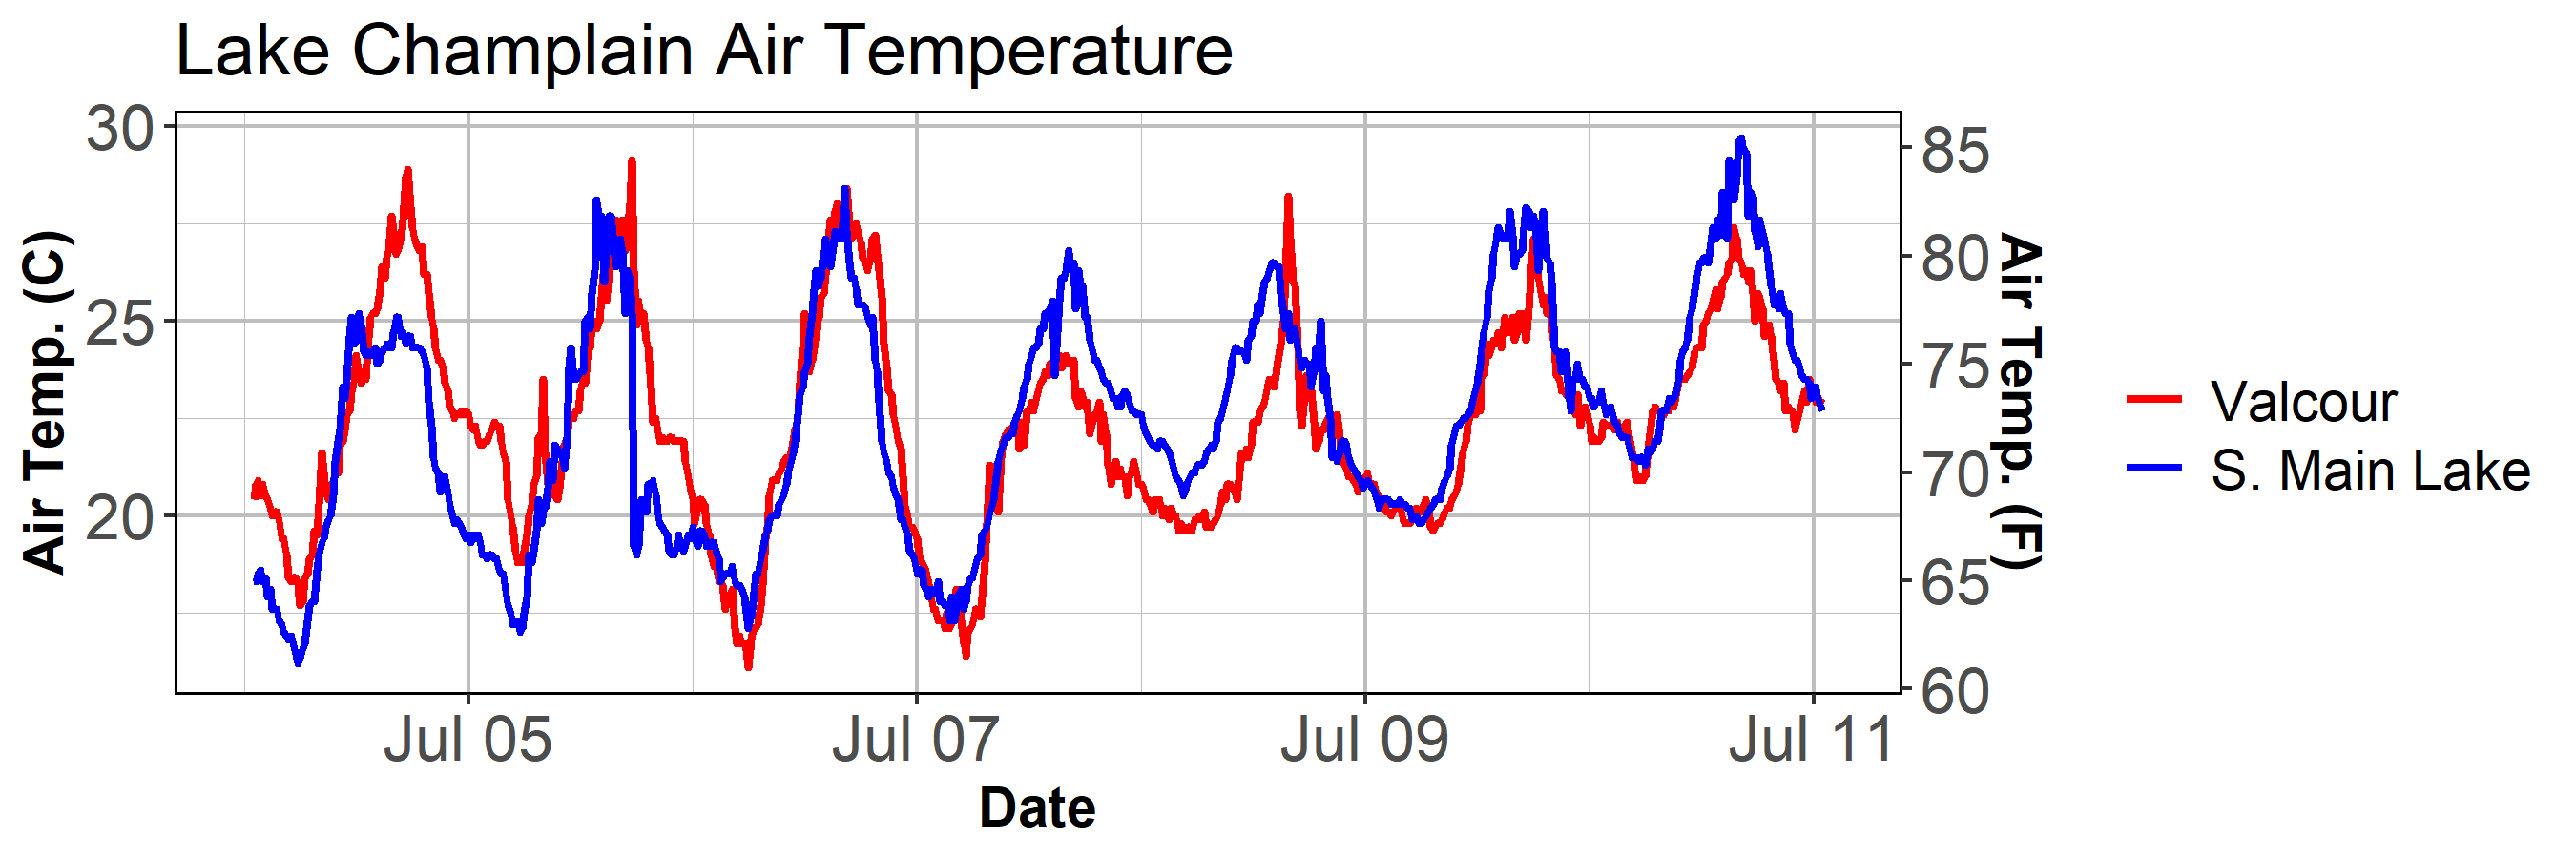 Lake Champlain Air Temperature
Air Temp. (C)
30
25
20
85
80
75
70
65
60
Air Temp. (F)
Jul 05
Jul 07
Jul 09
Jul 11
Date
Valcour
S. Main Lake